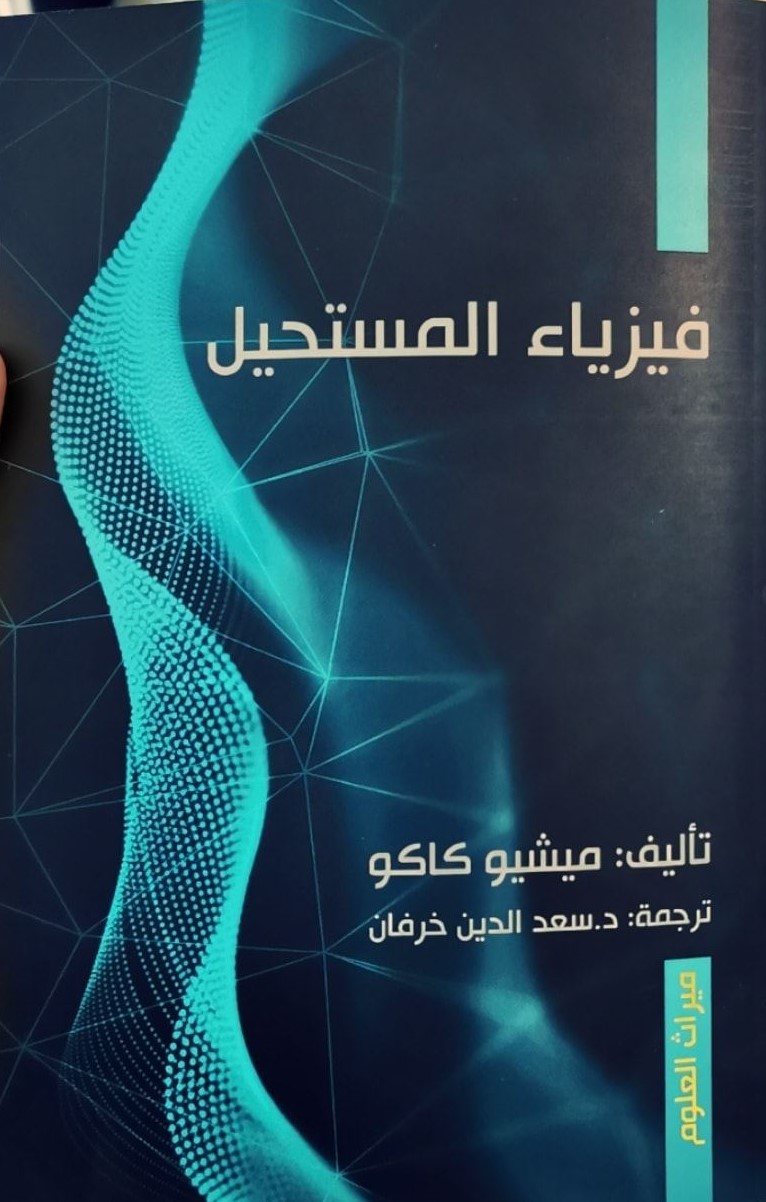 فيزياء المستحيل
تأليف: ميشيو كاكو
ترجمة: د.سعد الدين خرفان
ميراث العلوم